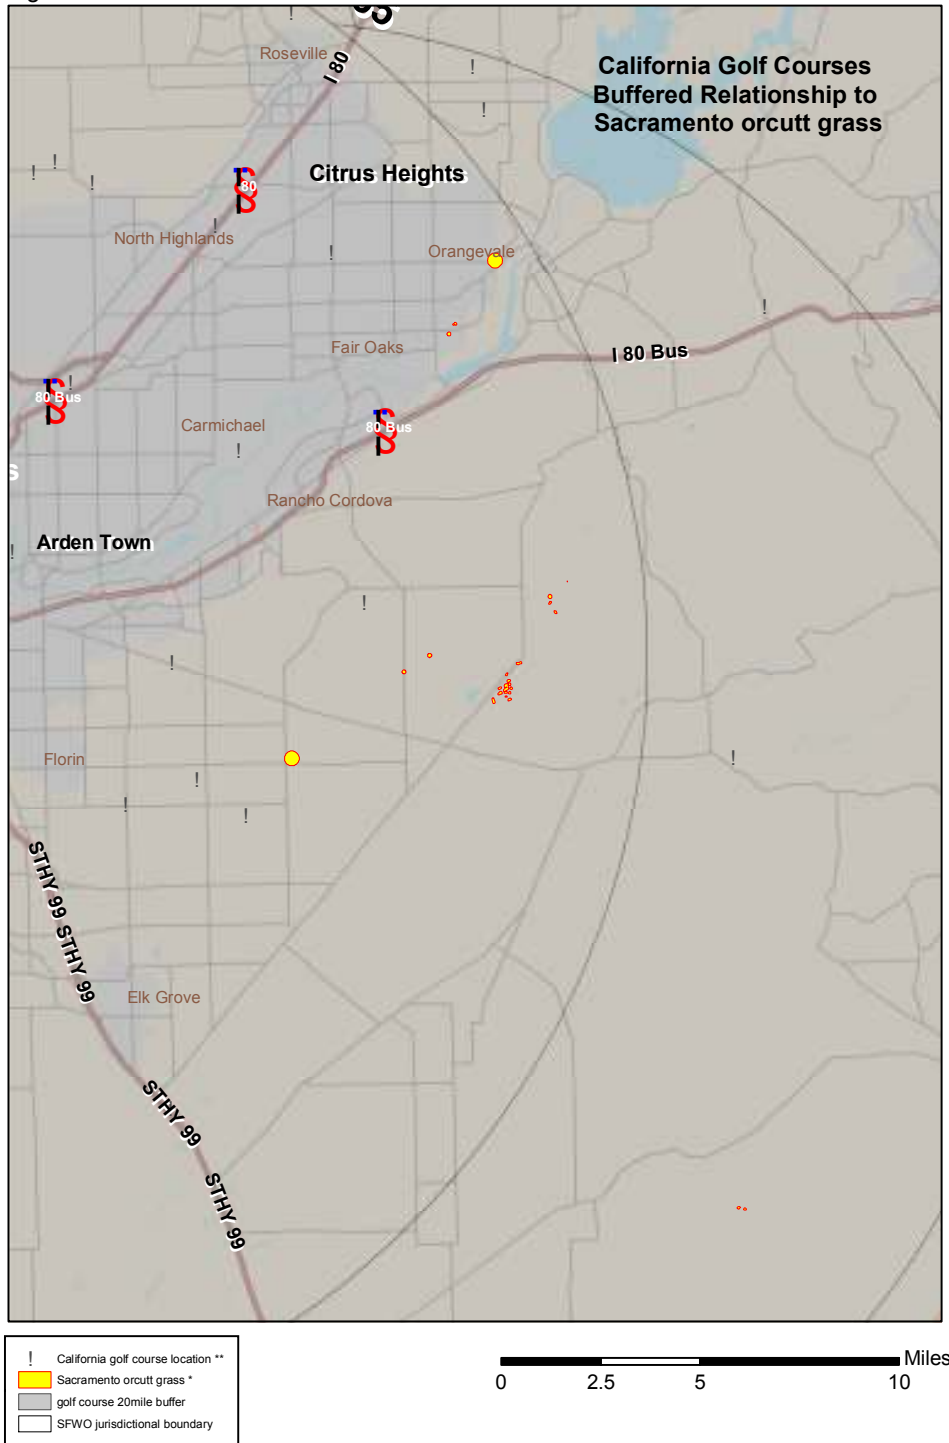 Roseville
I 80
California Golf Courses
Buffered Relationship to
Sacramento orcutt grass
80
Citrus Heights
North Highlands
Orangevale
Fair Oaks
I 80 Bus
80 Bus
Carmichael
80 Bus
s
Rancho Cordova
Arden Town
Florin
STHY 99
STHY 99
Elk Grove
STHY 99
STHY 99
! California golf course location **
Sacramento orcutt grass *
golf course 20mile buffer
SFWO jurisdictional boundary
Miles
0 2.5 5 10